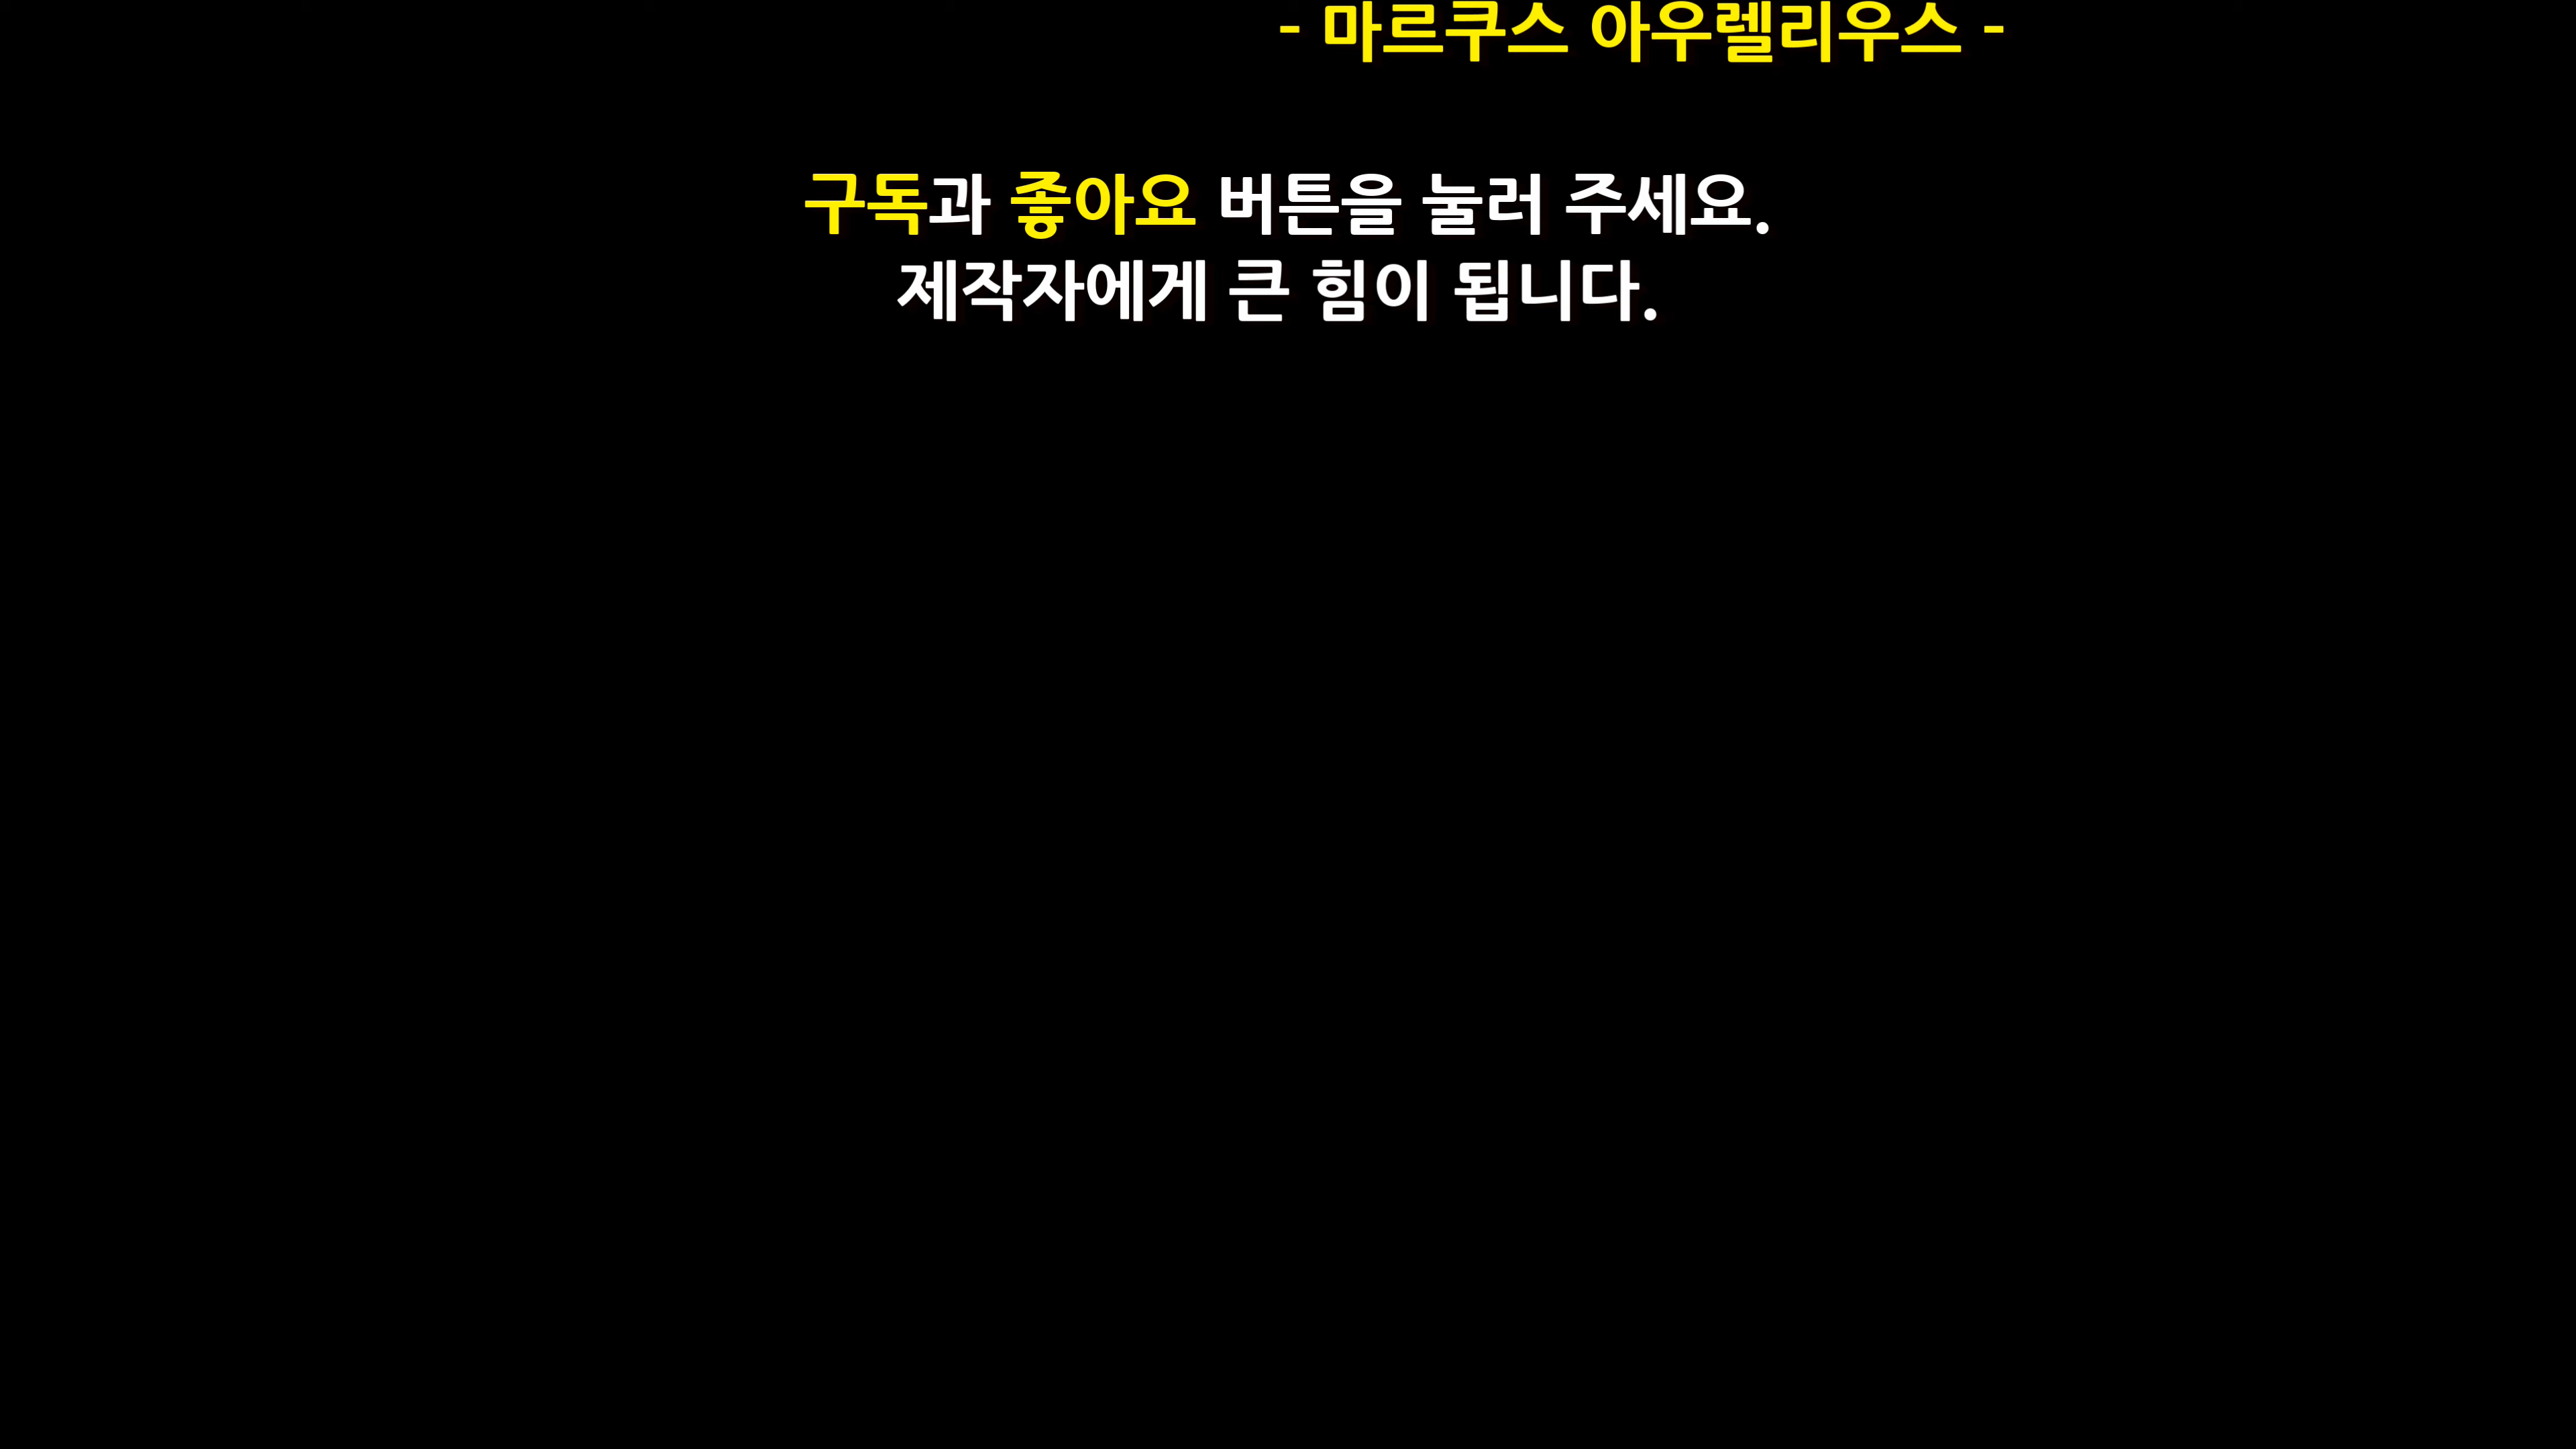 - 마르쿠스 아우렐리우스 -
구독과 좋아요 버튼을 눌러 주세요.
제작자에게 큰 힘이 됩니다.